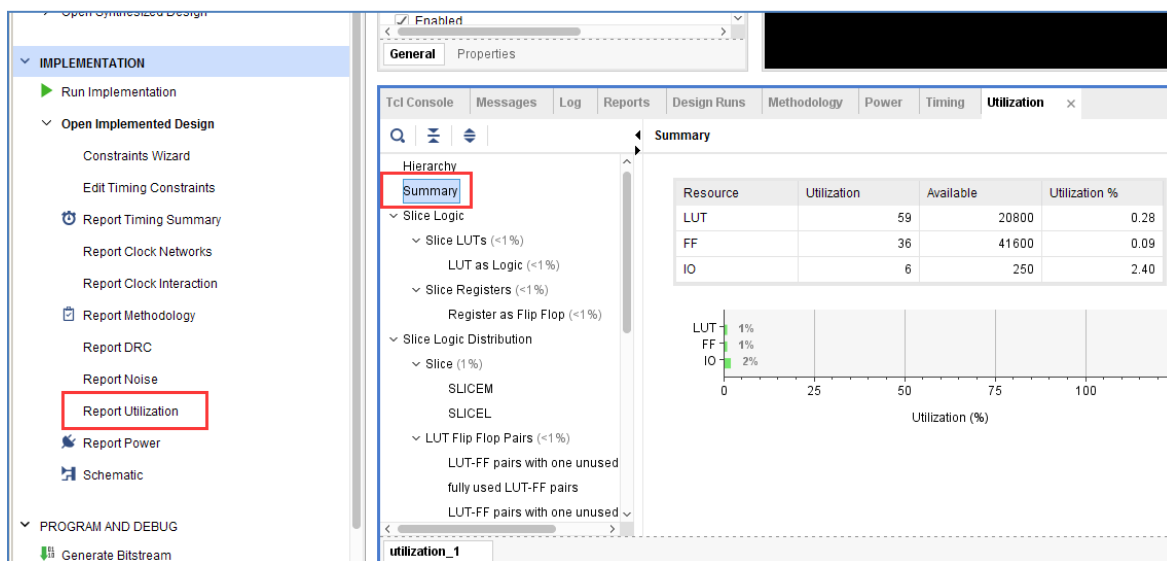 Open Synthesized Design
IMPLEMENTATION
Run Implementation
Open Implemented Design
Constraints Wizard
Edit Timing Constraints
Report Timing Summary
Report Clock Networks
Report Clock Interaction
Report Methodology
Report DRC
Report Noise
Report Utilization
Report Power
Schematic
PROGRAM AND DEBUG
Generate Bitstream
Enabled
General Properties
Tcl Console Messages Log Reports Design Runs Methodology Power Timing Utilization
Summary
Hierarchy
Summary
Slice Logic
Slice LUTs (<1%)
LUT as Logic (<1%)
Slice Registers (<1%)
Register as Flip Flop (<1%)
Slice Logic Distribution
Slice (1%)
SLICEM
SLICEL
LUT Flip Flop Pairs (<1%)
LUT-FF pairs with one unused
fully used LUT-FF pairs
LUT-FF pairs with one unused
Resource Utilization Available Utilization %
LUT 59 20800 0.28
FF 36 41600 0.09
IO 6 250 2.40
LUT 1%
FF 1%
IO 2%
0 25 50 75 100
Utilization (%)
utilization_1